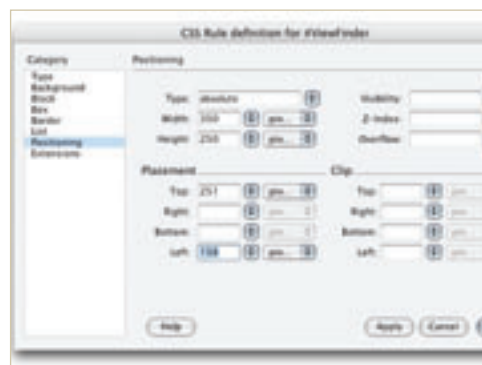 CSS Rule definition for #ViewFinder
Category
Positioning
Type
Background
Block
Box
Border
List
Positioning
Extensions
Type: absolute
Visibility:
Width: 300
Z-Index:
Height: 250
Overflow:
Placement
Clip
Top: 251
Top:
Right:
Right:
Bottom:
Bottom:
Left:
Left:
Help
Apply
Cancel